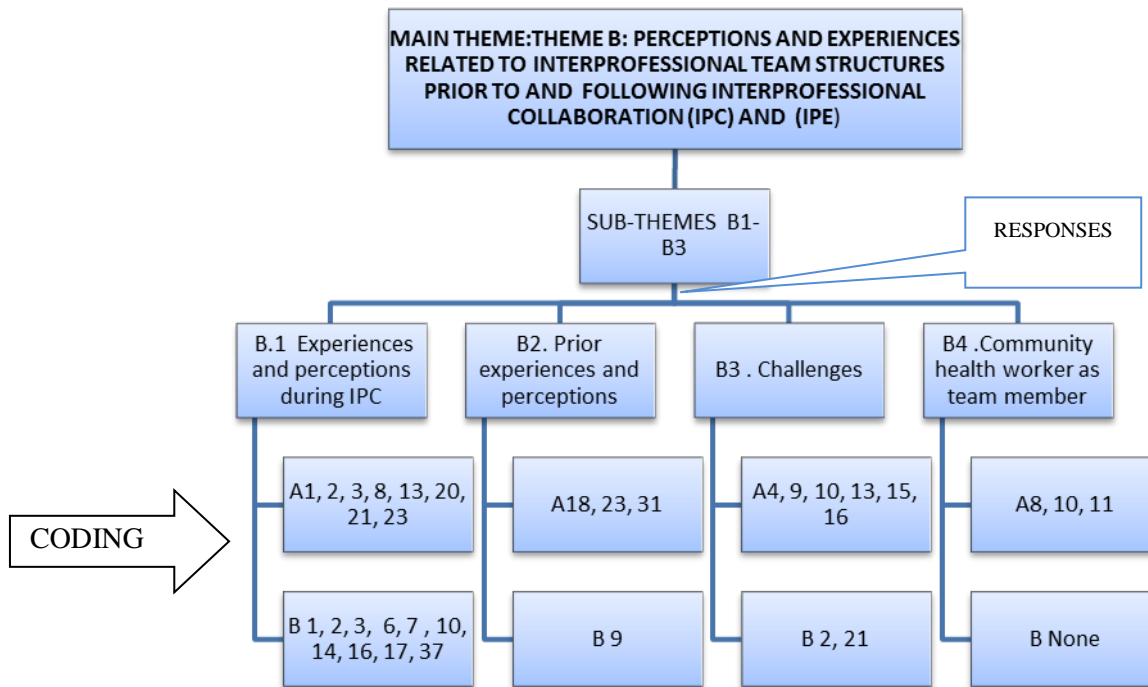 MAIN THEME:THEME B: PERCEPTIONS AND EXPERIENCES
RELATED TO INTERPROFESSIONAL TEAM STRUCTURES
PRIOR TO AND FOLLOWING INTERPROFESSIONAL
COLLABORATION (IPC) AND (IPE)
SUB-THEMES B1-
B3
RESPONSES
B.1 Experiences
and perceptions
during IPC
B2. Prior
experiences and
perceptions
B3 . Challenges
B4 .Community
health worker as
team member
CODING
A1, 2, 3, 8, 13, 20,
21, 23
A18, 23, 31
A4, 9, 10, 13, 15,
16
A8, 10, 11
B 1, 2, 3, 6, 7 , 10,
14, 16, 17, 37
B 9
B 2, 21
B None